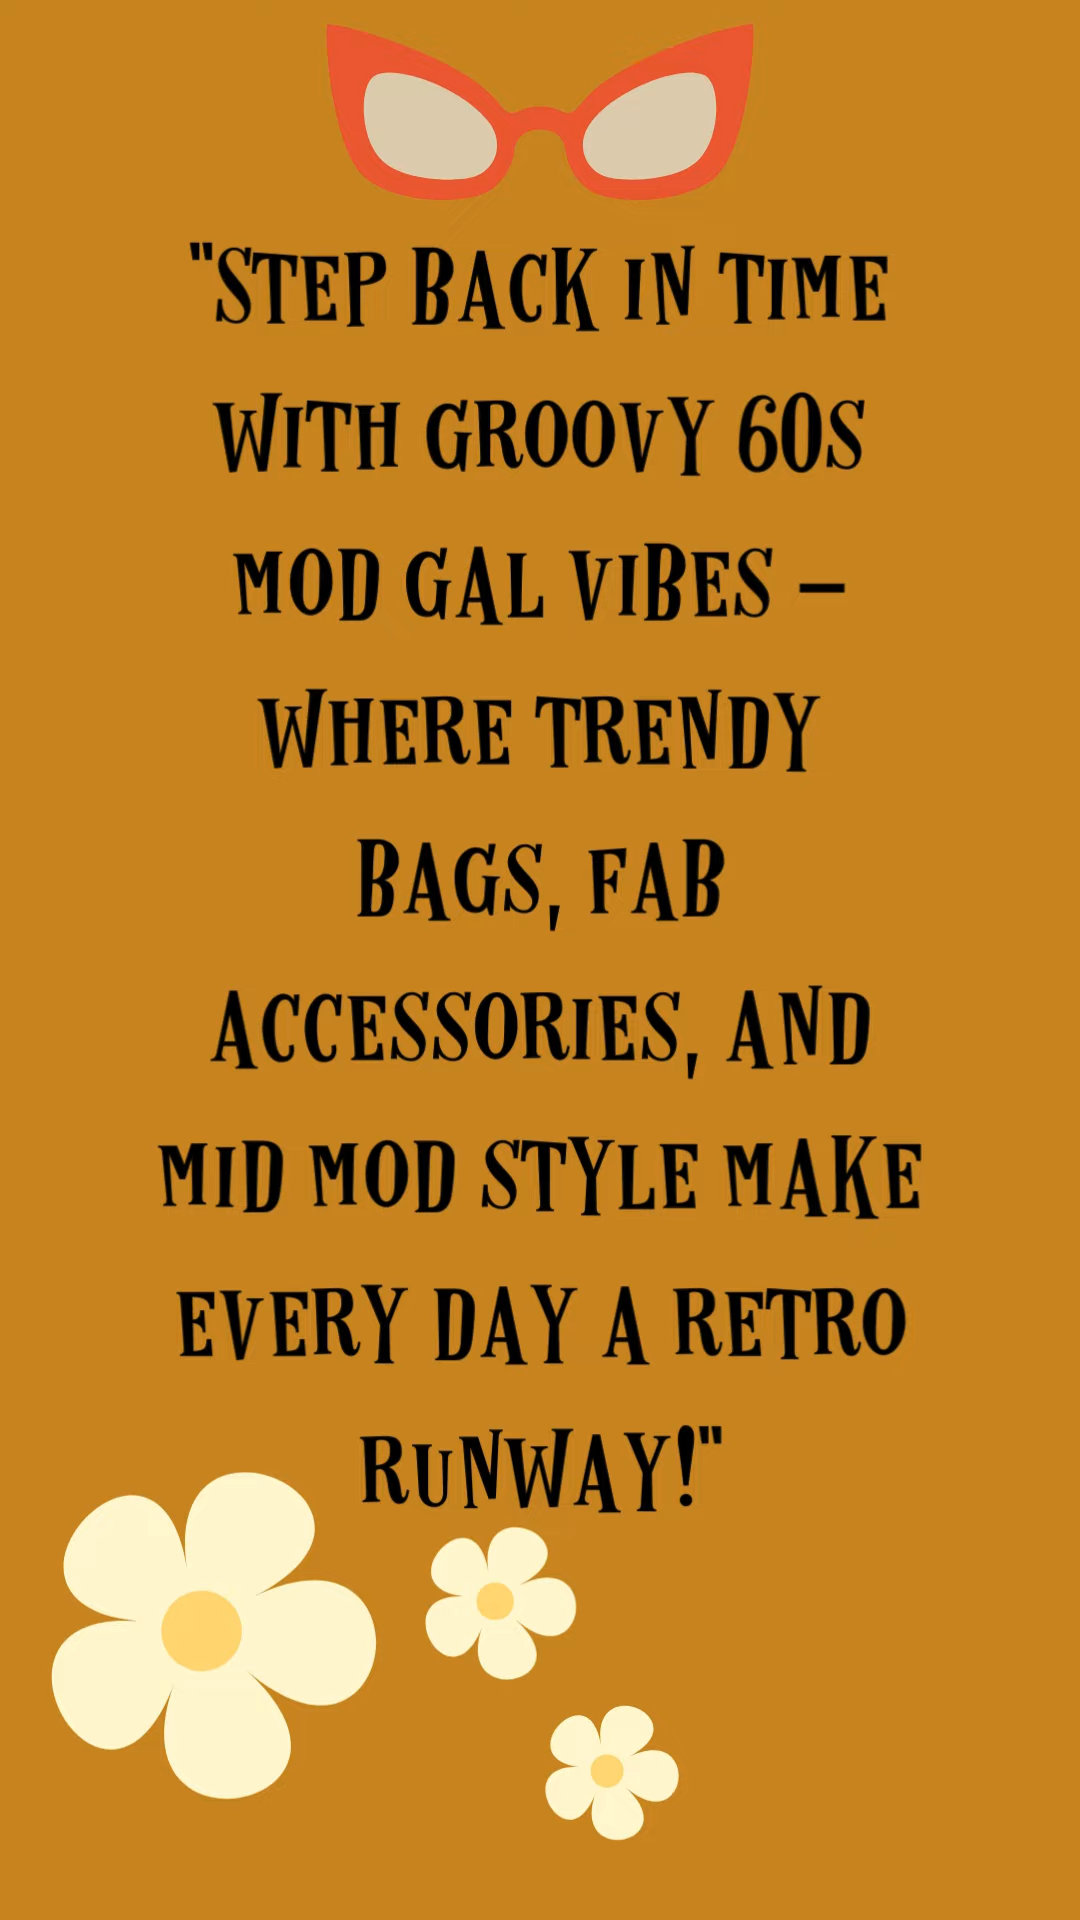 "STEP BACK IN TIME
WITH GROOVY 60S
MOD GAL VIBES –
WHERE TRENDY
BAGS, FAB
ACCESSORIES, AND
MID MOD STYLE MAKE
EVERY DAY A RETRO
RUNWAY!"